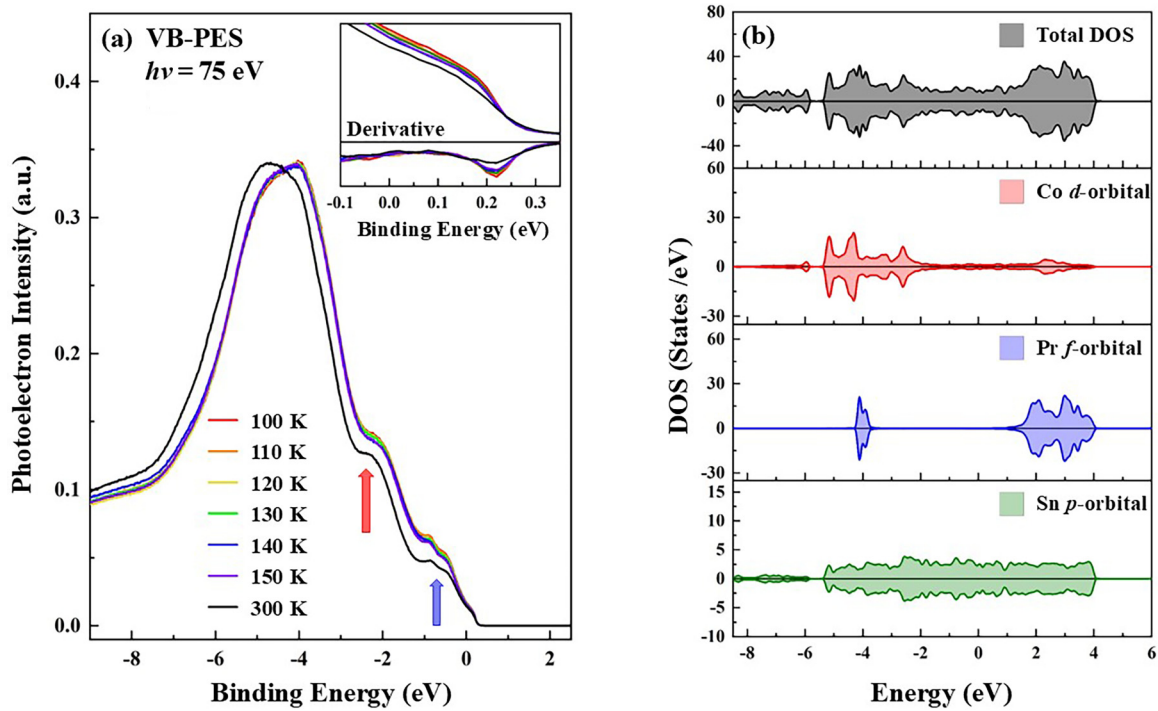 (a) VB-PES
hν = 75 eV
Derivative
-0.1 0.0 0.1 0.2 0.3
Binding Energy (eV)
Photoelectron Intensity (a.u.)
0.4
0.3
0.2
0.1
0.0
100 K
110 K
120 K
130 K
140 K
150 K
300 K
-8 -6 -4 -2 0 2
Binding Energy (eV)
(b)
DOS (States /eV)
Total DOS
80
40
0
-40
Co d-orbital
60
30
0
-30
Pr f-orbital
60
30
0
-30
Sn p-orbital
15
10
5
0
-5
-10
-8 -6 -4 -2 0 2 4 6
Energy (eV)